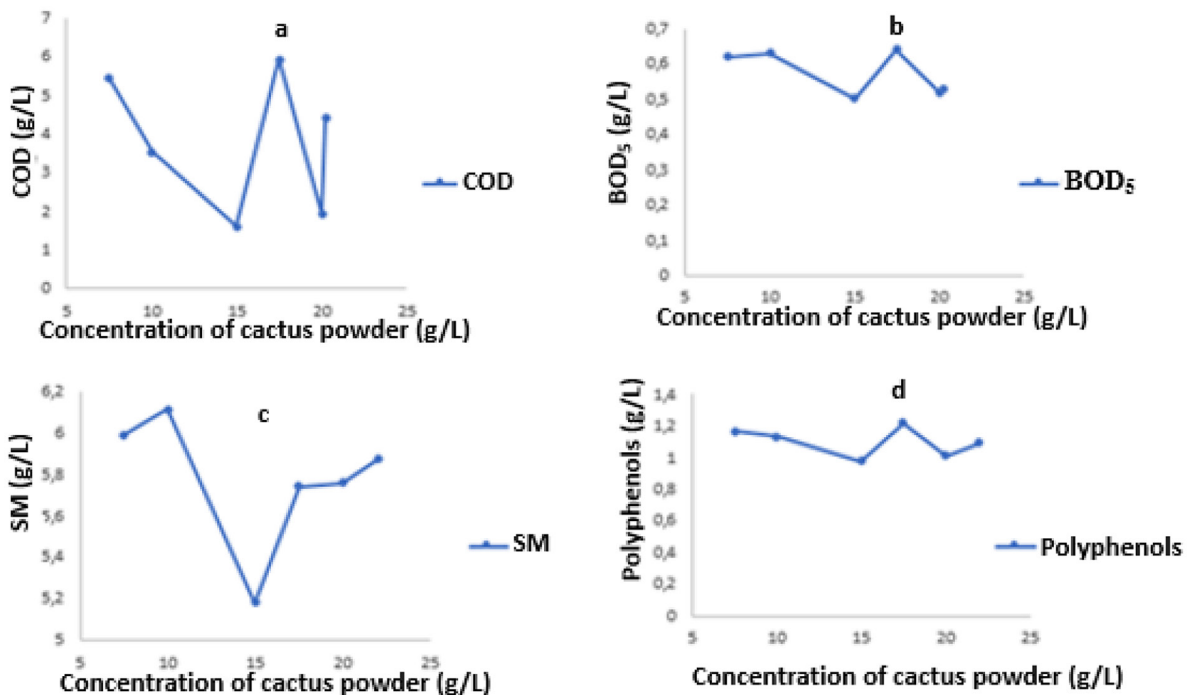 a
7
6
5
4
3
2
1
0
COD (g/L)
5 10 15 20 25
Concentration of cactus powder (g/L)
COD
b
0,7
0,6
0,5
0,4
0,3
0,2
0,1
0
BOD₅ (g/L)
5 10 15 20 25
Concentration of cactus powder (g/L)
BOD₅
c
6,2
6
5,8
5,6
5,4
5,2
5
SM (g/L)
5 10 15 20 25
Concentration of cactus powder (g/L)
SM
d
1,4
1,2
1
0,8
0,6
0,4
0,2
0
Polyphenols (g/L)
5 10 15 20 25
Concentration of cactus powder (g/L)
Polyphenols